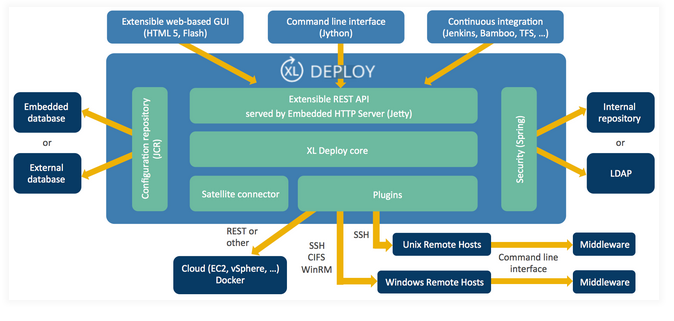 Extensible web-based GUI
(HTML 5, Flash)
Command line interface
(Jython)
Continuous integration
(Jenkins, Bamboo, TFS, ...)
XL DEPLOY
Embedded
database
or
External
database
Configuration repository
(JCR)
Extensible REST API
served by Embedded HTTP Server (Jetty)
XL Deploy core
Satellite connector
Plugins
Security (Spring)
Internal
repository
or
LDAP
REST or
other
SSH
CIFS
WinRM
SSH
Cloud (EC2, vSphere, ...)
Docker
Unix Remote Hosts
Middleware
Command line
interface
Windows Remote Hosts
Middleware